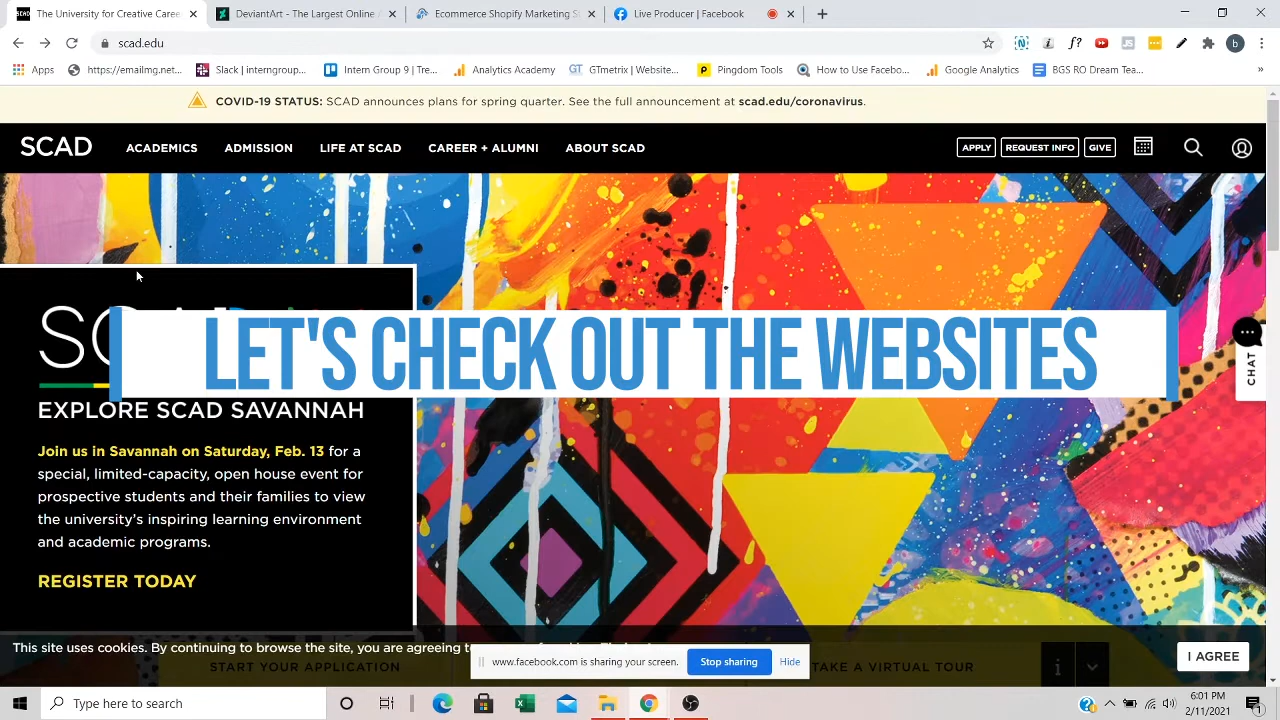 The University for Creative Caree
DeviantArt - The Largest Online
Ecommerce Shopify Marketing S
Live Producer | Facebook
scad.edu
Apps
https://emailmg.net...
Slack | interngroup...
Intern Group 9 | Tre...
Analytics Academy
GTmetrix | Website...
Pingdom Tools
How to Use Facebo...
Google Analytics
BGS RO Dream Tea...
COVID-19 STATUS: SCAD announces plans for spring quarter. See the full announcement at scad.edu/coronavirus.
SCAD
ACADEMICS
ADMISSION
LIFE AT SCAD
CAREER + ALUMNI
ABOUT SCAD
APPLY
REQUEST INFO
GIVE
LET'S CHECK OUT THE WEBSITES
CHAT
EXPLORE SCAD SAVANNAH
Join us in Savannah on Saturday, Feb. 13 for a
special, limited-capacity, open house event for
prospective students and their families to view
the university's inspiring learning environment
and academic programs.
REGISTER TODAY
This site uses cookies. By continuing to browse the site, you are agreeing
I AGREE
START YOUR APPLICATION
TAKE A VIRTUAL TOUR
www.facebook.com is sharing your screen.
Stop sharing
Hide
Type here to search
6:01 PM
2/11/2021